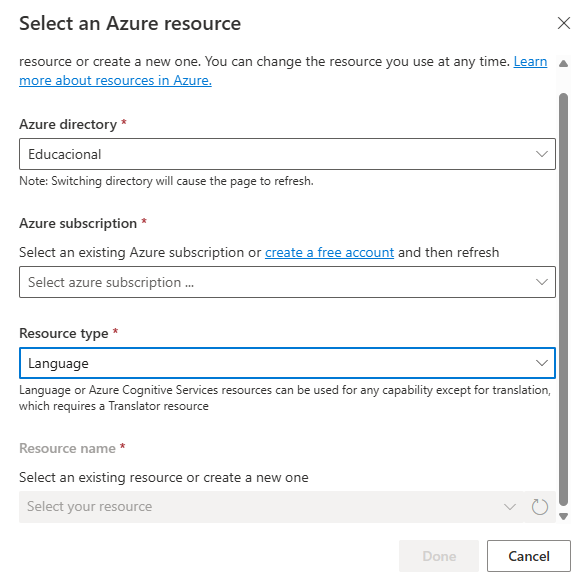 Select an Azure resource
resource or create a new one. You can change the resource you use at any time. Learn
more about resources in Azure.
Azure directory *
Educacional
Note: Switching directory will cause the page to refresh.
Azure subscription *
Select an existing Azure subscription or create a free account and then refresh
Select azure subscription ...
Resource type *
Language
Language or Azure Cognitive Services resources can be used for any capability except for translation,
which requires a Translator resource
Resource name *
Select an existing resource or create a new one
Select your resource
Done
Cancel